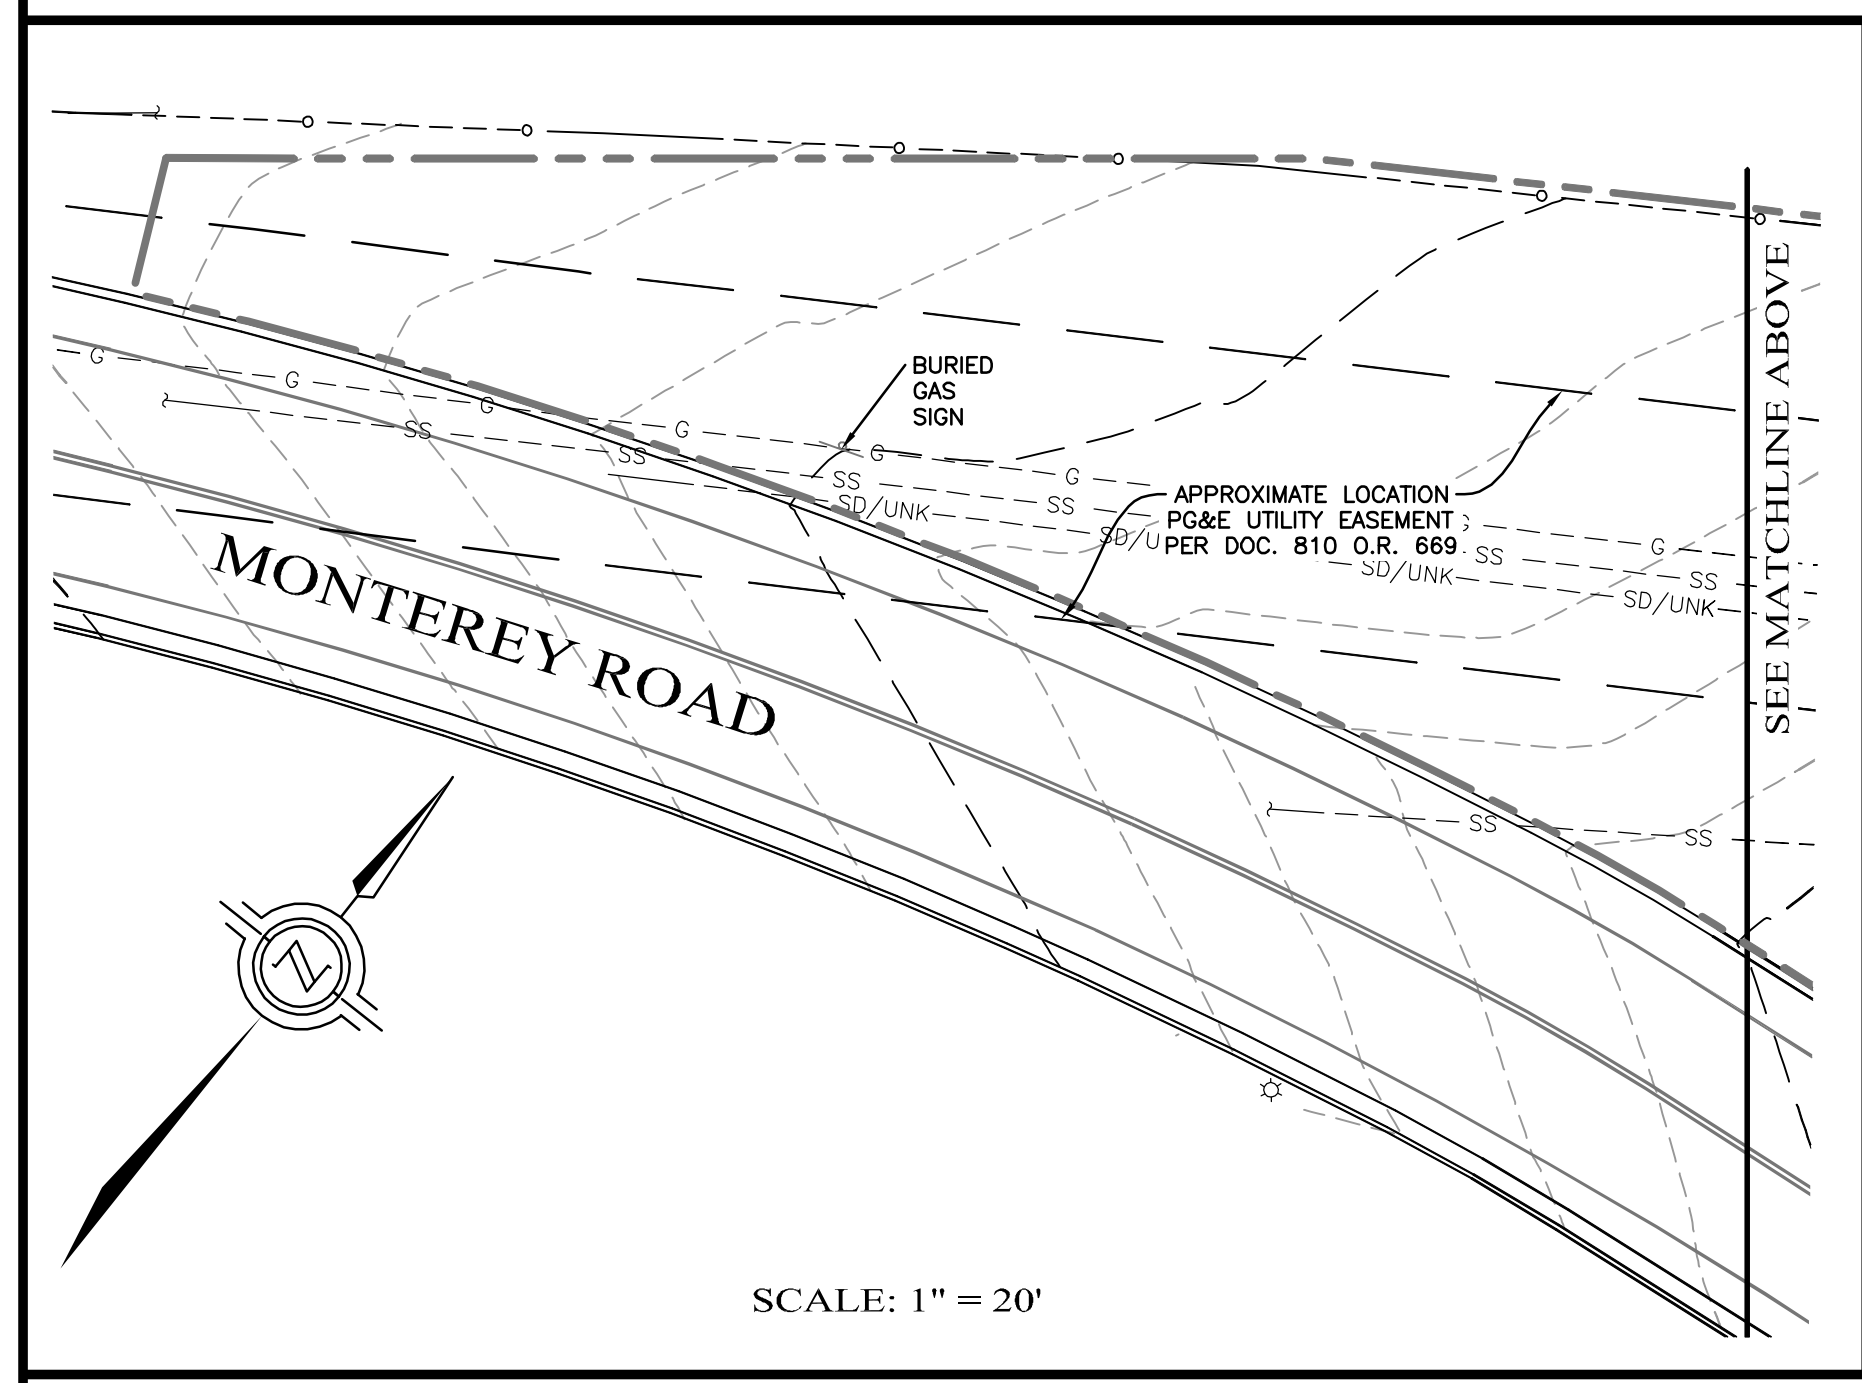 G
G
G
G
G
G
G
SS
SS
SS
SS
SS
SS
SS
SS
SD/UNK
SD/U
SD/UNK
SD/UNK
BURIED
GAS
SIGN
APPROXIMATE LOCATION
PG&E UTILITY EASEMENT
PER DOC. 810 O.R. 669
SEE MATCHLINE ABOVE
MONTEREY ROAD
N
SCALE: 1" = 20'